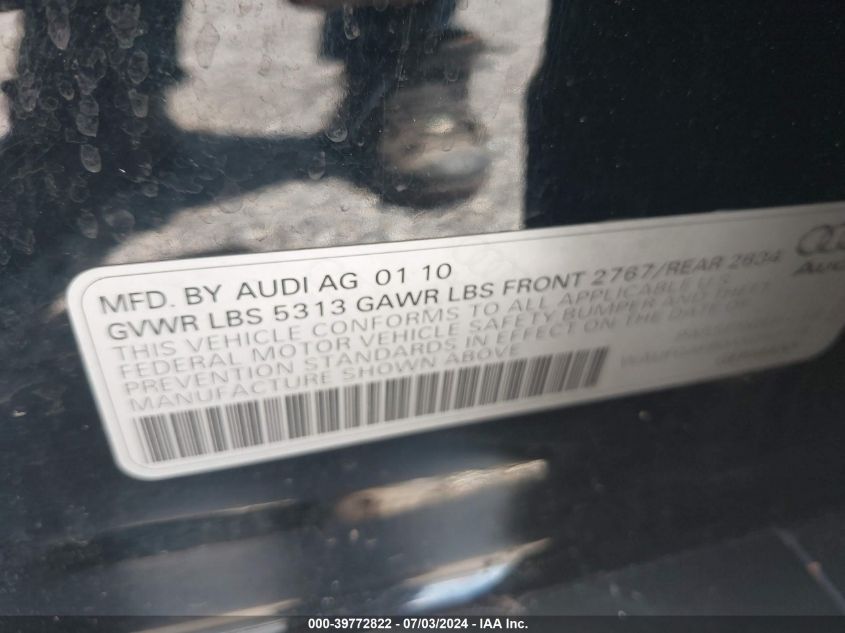 MFD. BY AUDI AG 01 10
GVWR LBS 5313 GAWR LBS FRONT 2767/REAR 2834
THIS VEHICLE CONFORMS TO ALL APPLICABLE U.S.
FEDERAL MOTOR VEHICLE SAFETY BUMPER AND THEFT
PREVENTION STANDARDS IN EFFECT ON THE DATE OF
MANUFACTURE SHOWN ABOVE
000-39772822 - 07/03/2024 - IAA Inc.